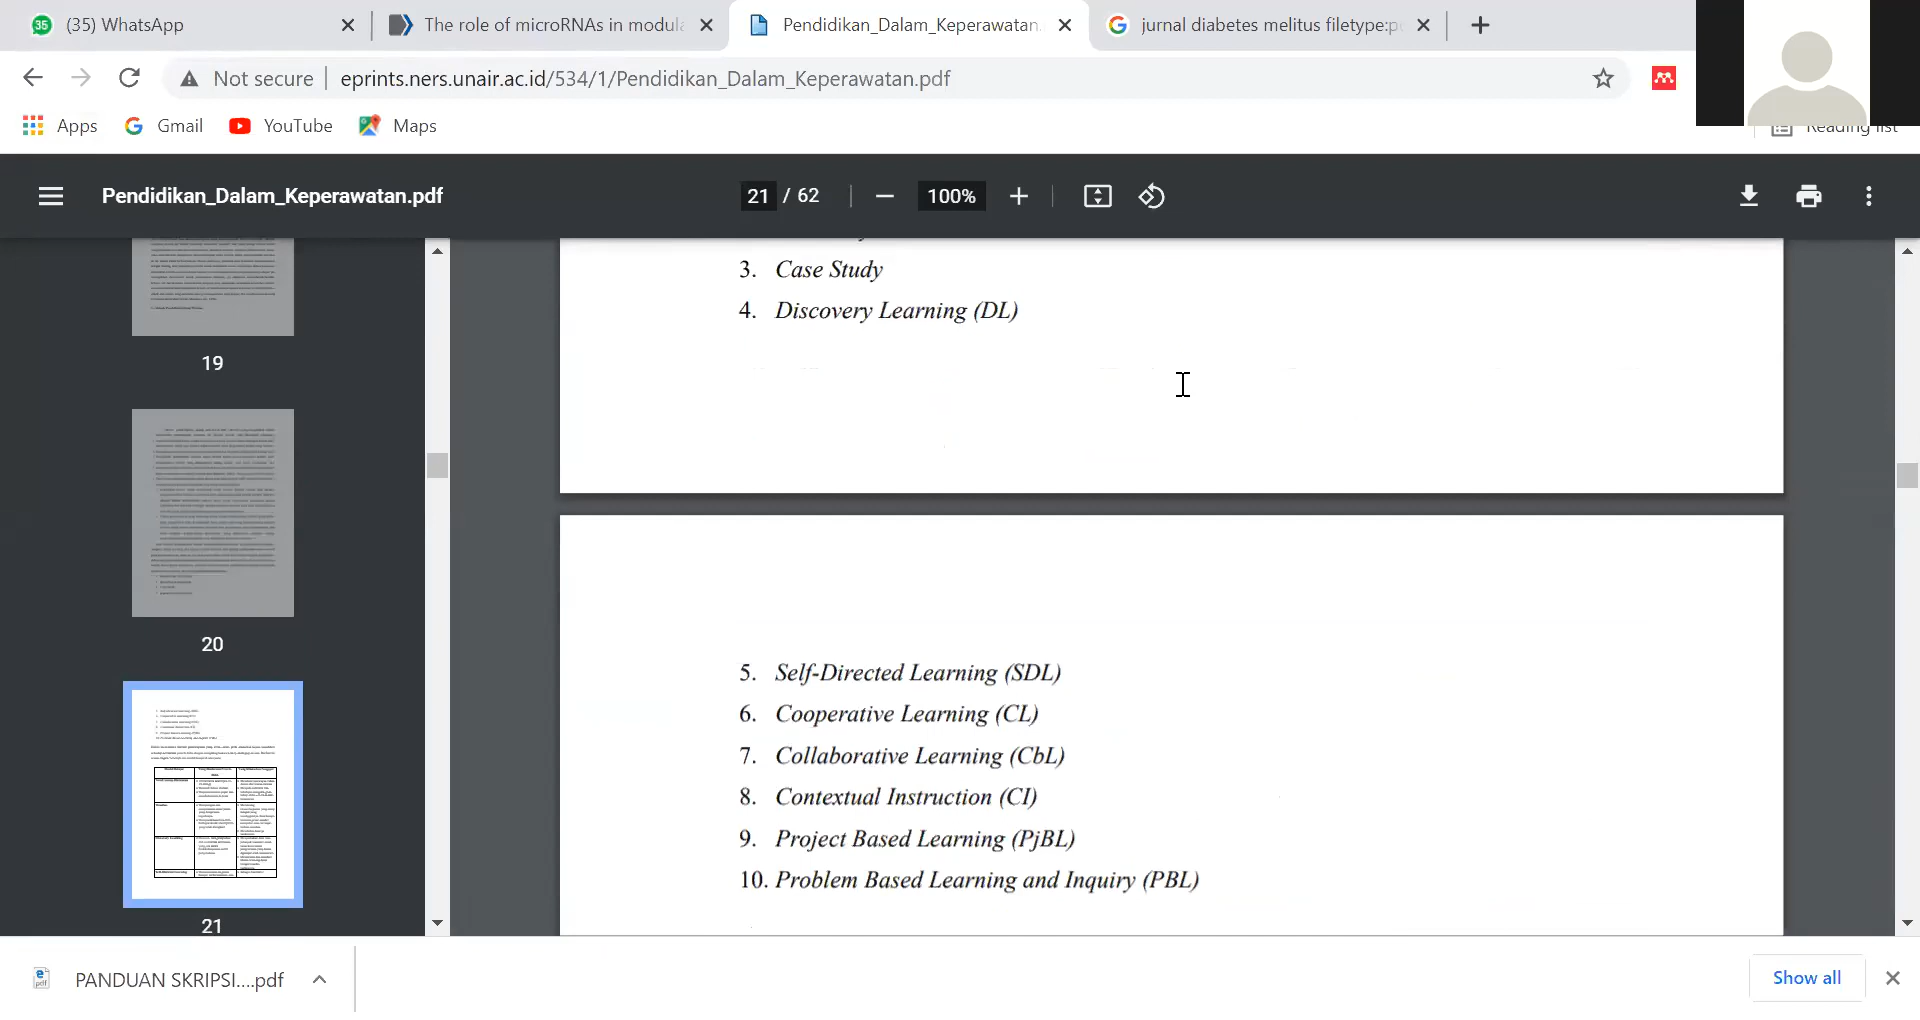 35 (35) WhatsApp
The role of microRNAs in modula
Pendidikan_Dalam_Keperawatan.
jurnal diabetes melitus filetype:p
Not secure
eprints.ners.unair.ac.id/534/1/Pendidikan_Dalam_Keperawatan.pdf
Apps
Gmail
YouTube
Maps
Reading list
Pendidikan_Dalam_Keperawatan.pdf
21 / 62
100%
3. Case Study
4. Discovery Learning (DL)
19
20
21
5. Self-Directed Learning (SDL)
6. Cooperative Learning (CL)
7. Collaborative Learning (CbL)
8. Contextual Instruction (CI)
9. Project Based Learning (PjBL)
10. Problem Based Learning and Inquiry (PBL)
PANDUAN SKRIPSI....pdf
Show all